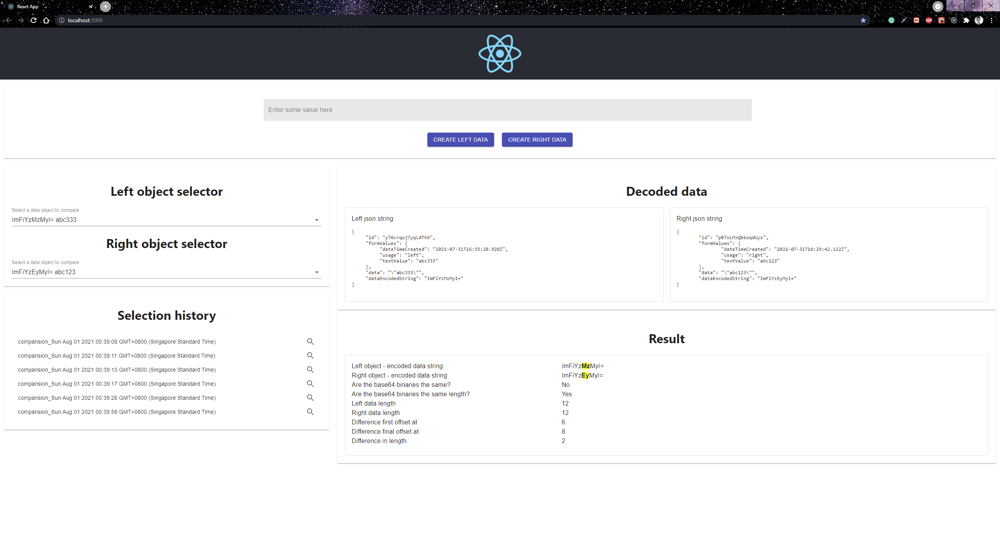 React App
localhost:3000
ABP
Enter some value here
CREATE LEFT DATA
CREATE RIGHT DATA
Left object selector
Select a data object to compare
ImFiYzMzMyI= abc333
Right object selector
Select a data object to compare
ImFiYzEyMyI= abc123
Selection history
comparision_Sun Aug 01 2021 00:39:08 GMT+0800 (Singapore Standard Time)
comparision_Sun Aug 01 2021 00:39:11 GMT+0800 (Singapore Standard Time)
comparision_Sun Aug 01 2021 00:39:13 GMT+0800 (Singapore Standard Time)
comparision_Sun Aug 01 2021 00:39:17 GMT+0800 (Singapore Standard Time)
comparision_Sun Aug 01 2021 00:39:28 GMT+0800 (Singapore Standard Time)
comparision_Sun Aug 01 2021 00:39:58 GMT+0800 (Singapore Standard Time)
Decoded data
Left json string
{
"id": "y76crquj7yqLdTK6",
"formValues": {
"dateTimeCreated": "2021-07-31T16:35:28.920Z",
"usage": "left",
"textValue": "abc333"
},
"data": "\"abc333\"",
"dataEncodedString": "ImFiYzMzMyI="
}
Right json string
{
"id": "pB7oLMxQbboqdUys",
"formValues": {
"dateTimeCreated": "2021-07-31T16:29:42.122Z",
"usage": "right",
"textValue": "abc123"
},
"data": "\"abc123\"",
"dataEncodedString": "ImFiYzEyMyI="
}
Result
Left object - encoded data string ImFiYzMzMyI=
Right object - encoded data string ImFiYzEyMyI=
Are the base64 binaries the same? No
Are the base64 binaries the same length? Yes
Left data length 12
Right data length 12
Difference first offset at 6
Difference final offset at 8
Difference in length 2